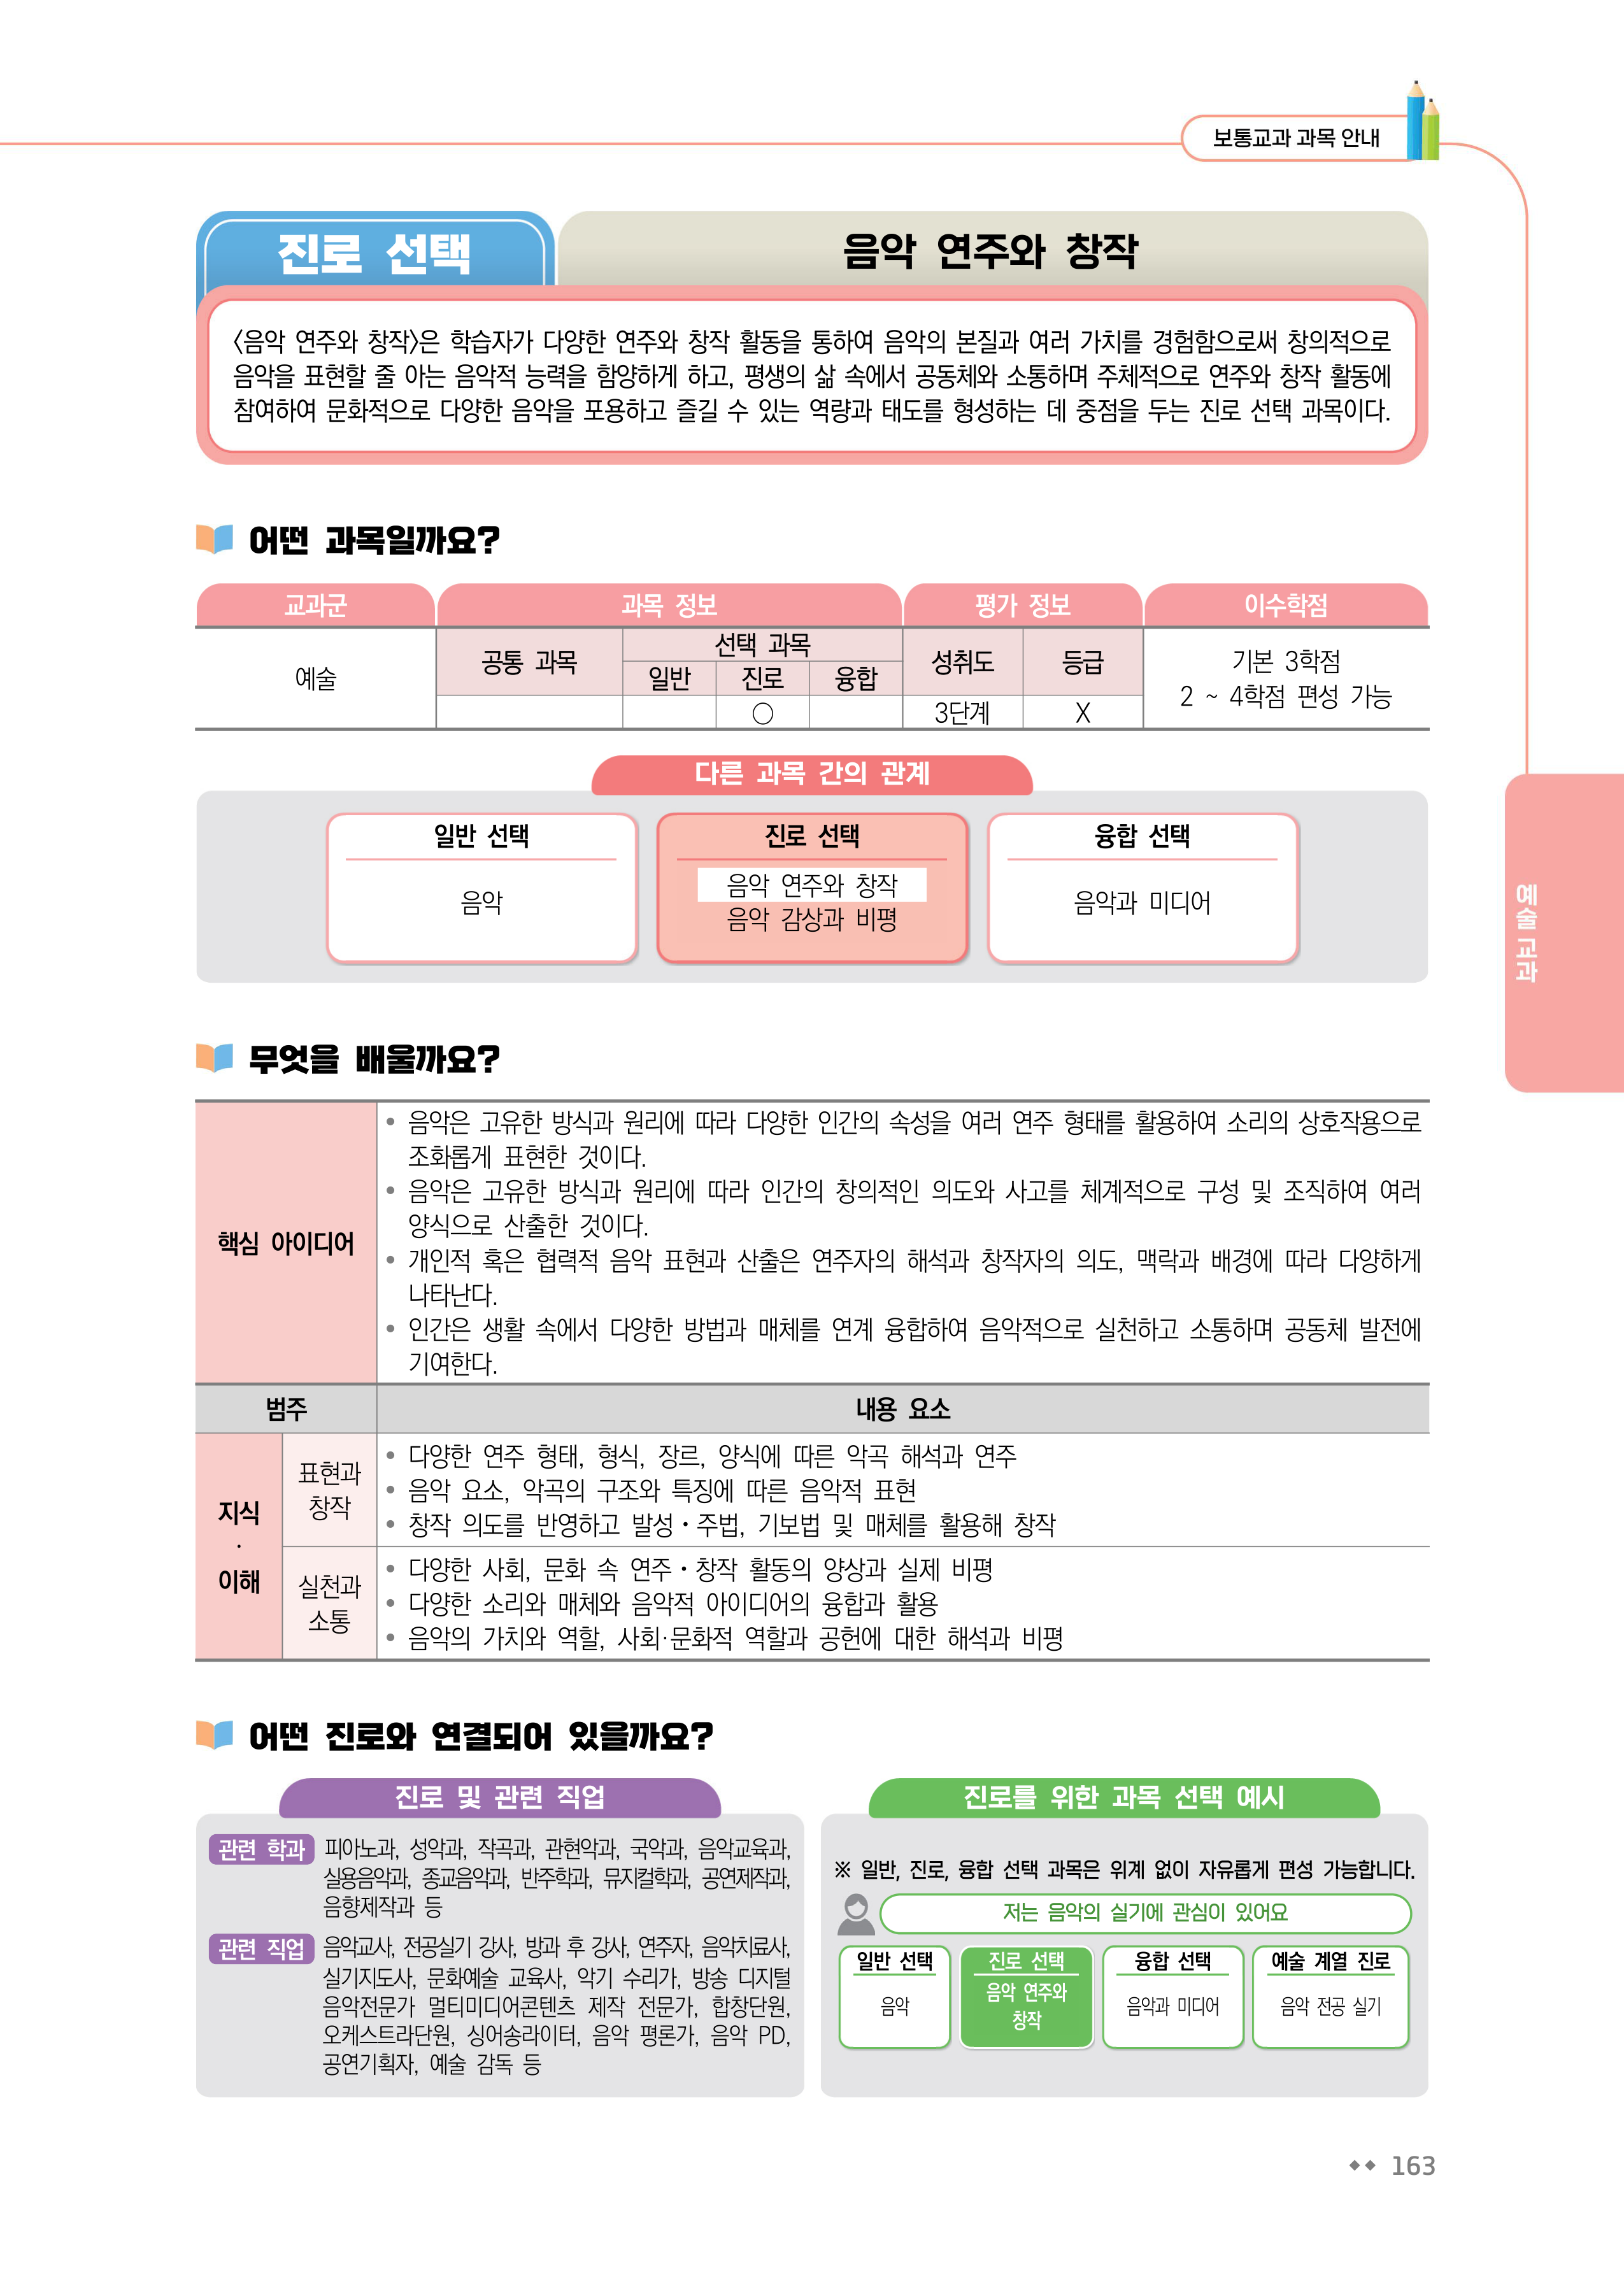 보통교과 과목 안내
진로 선택
음악 연주와 창작
<음악 연주와 창작>은 학습자가 다양한 연주와 창작 활동을 통하여 음악의 본질과 여러 가치를 경험함으로써 창의적으로
음악을 표현할 줄 아는 음악적 능력을 함양하게 하고, 평생의 삶 속에서 공동체와 소통하며 주체적으로 연주와 창작 활동에
참여하여 문화적으로 다양한 음악을 포용하고 즐길 수 있는 역량과 태도를 형성하는 데 중점을 두는 진로 선택 과목이다.
어떤 과목일까요?
교과군 과목 정보 평가 정보 이수학점
예술
공통 과목
선택 과목
일반 진로 융합
성취도 등급
○ 3단계 X
기본 3학점
2 ~ 4학점 편성 가능
다른 과목 간의 관계
일반 선택
음악
진로 선택
음악 연주와 창작
음악 감상과 비평
융합 선택
음악과 미디어
예술 교과
무엇을 배울까요?
핵심 아이디어
• 음악은 고유한 방식과 원리에 따라 다양한 인간의 속성을 여러 연주 형태를 활용하여 소리의 상호작용으로
조화롭게 표현한 것이다.
• 음악은 고유한 방식과 원리에 따라 인간의 창의적인 의도와 사고를 체계적으로 구성 및 조직하여 여러
양식으로 산출한 것이다.
• 개인적 혹은 협력적 음악 표현과 산출은 연주자의 해석과 창작자의 의도, 맥락과 배경에 따라 다양하게
나타난다.
• 인간은 생활 속에서 다양한 방법과 매체를 연계 융합하여 음악적으로 실천하고 소통하며 공동체 발전에
기여한다.
범주 내용 요소
지식
·
이해
표현과
창작
• 다양한 연주 형태, 형식, 장르, 양식에 따른 악곡 해석과 연주
• 음악 요소, 악곡의 구조와 특징에 따른 음악적 표현
• 창작 의도를 반영하고 발성・주법, 기보법 및 매체를 활용해 창작
실천과
소통
• 다양한 사회, 문화 속 연주・창작 활동의 양상과 실제 비평
• 다양한 소리와 매체와 음악적 아이디어의 융합과 활용
• 음악의 가치와 역할, 사회·문화적 역할과 공헌에 대한 해석과 비평
어떤 진로와 연결되어 있을까요?
진로 및 관련 직업
관련 학과 피아노과, 성악과, 작곡과, 관현악과, 국악과, 음악교육과,
실용음악과, 종교음악과, 반주학과, 뮤지컬학과, 공연제작과,
음향제작과 등
관련 직업 음악교사, 전공실기 강사, 방과 후 강사, 연주자, 음악치료사,
실기지도사, 문화예술 교육사, 악기 수리가, 방송 디지털
음악전문가 멀티미디어콘텐츠 제작 전문가, 합창단원,
오케스트라단원, 싱어송라이터, 음악 평론가, 음악 PD,
공연기획자, 예술 감독 등
진로를 위한 과목 선택 예시
※ 일반, 진로, 융합 선택 과목은 위계 없이 자유롭게 편성 가능합니다.
저는 음악의 실기에 관심이 있어요
일반 선택
음악
진로 선택
음악 연주와
창작
융합 선택
음악과 미디어
예술 계열 진로
음악 전공 실기
◆◆ 163